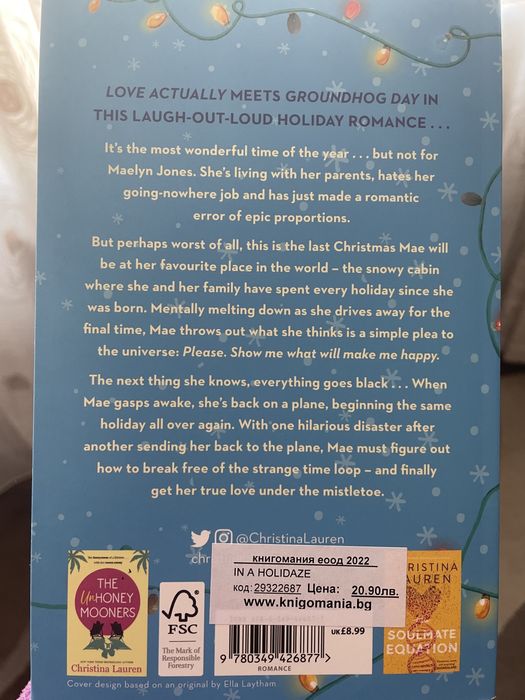 LOVE ACTUALLY MEETS GROUNDHOG DAY IN
THIS LAUGH-OUT-LOUD HOLIDAY ROMANCE...
It's the most wonderful time of the year... but not for
Maelyn Jones. She's living with her parents, hates her
going-nowhere job and has just made a romantic
error of epic proportions.
But perhaps worst of all, this is the last Christmas Mae will
be at her favourite place in the world – the snowy cabin
where she and her family have spent every holiday since she
was born. Mentally melting down as she drives away for the
final time, Mae throws out what she thinks is a simple plea to
the universe: Please. Show me what will make me happy.
The next thing she knows, everything goes black... When
Mae gasps awake, she's back on a plane, beginning the same
holiday all over again. With one hilarious disaster after
another sending her back to the plane, Mae must figure out
how to break free of the strange time loop – and finally
get her true love under the mistletoe.
@ChristinaLauren
chr
книгомания еоод 2022
IN A HOLIDAZE
код: 29322687 Цена: 20.90лв.
www.knigomania.bg
THE
UnHONEY
MOONERS
Christina Lauren
FSC
The Mark of
Responsible
Forestry
UK £8.99
9 780349 426877 >
ROMANCE
CHRISTINA
LAUREN
SOULMATE
EQUATION
Cover design based on an original by Ella Laytham